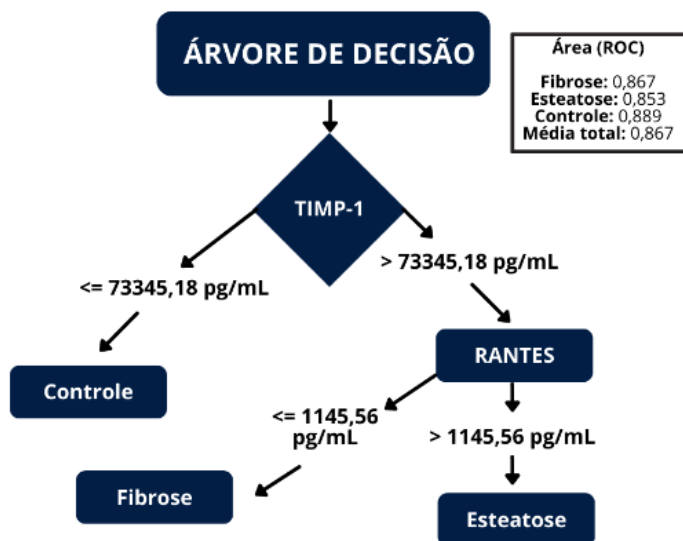 ÁRVORE DE DECISÃO
Área (ROC)
Fibrose: 0,867
Esteatose: 0,853
Controle: 0,889
Média total: 0,867
TIMP-1
<= 73345,18 pg/mL
> 73345,18 pg/mL
Controle
RANTES
<= 1145,56
pg/mL
> 1145,56 pg/mL
Fibrose
Esteatose